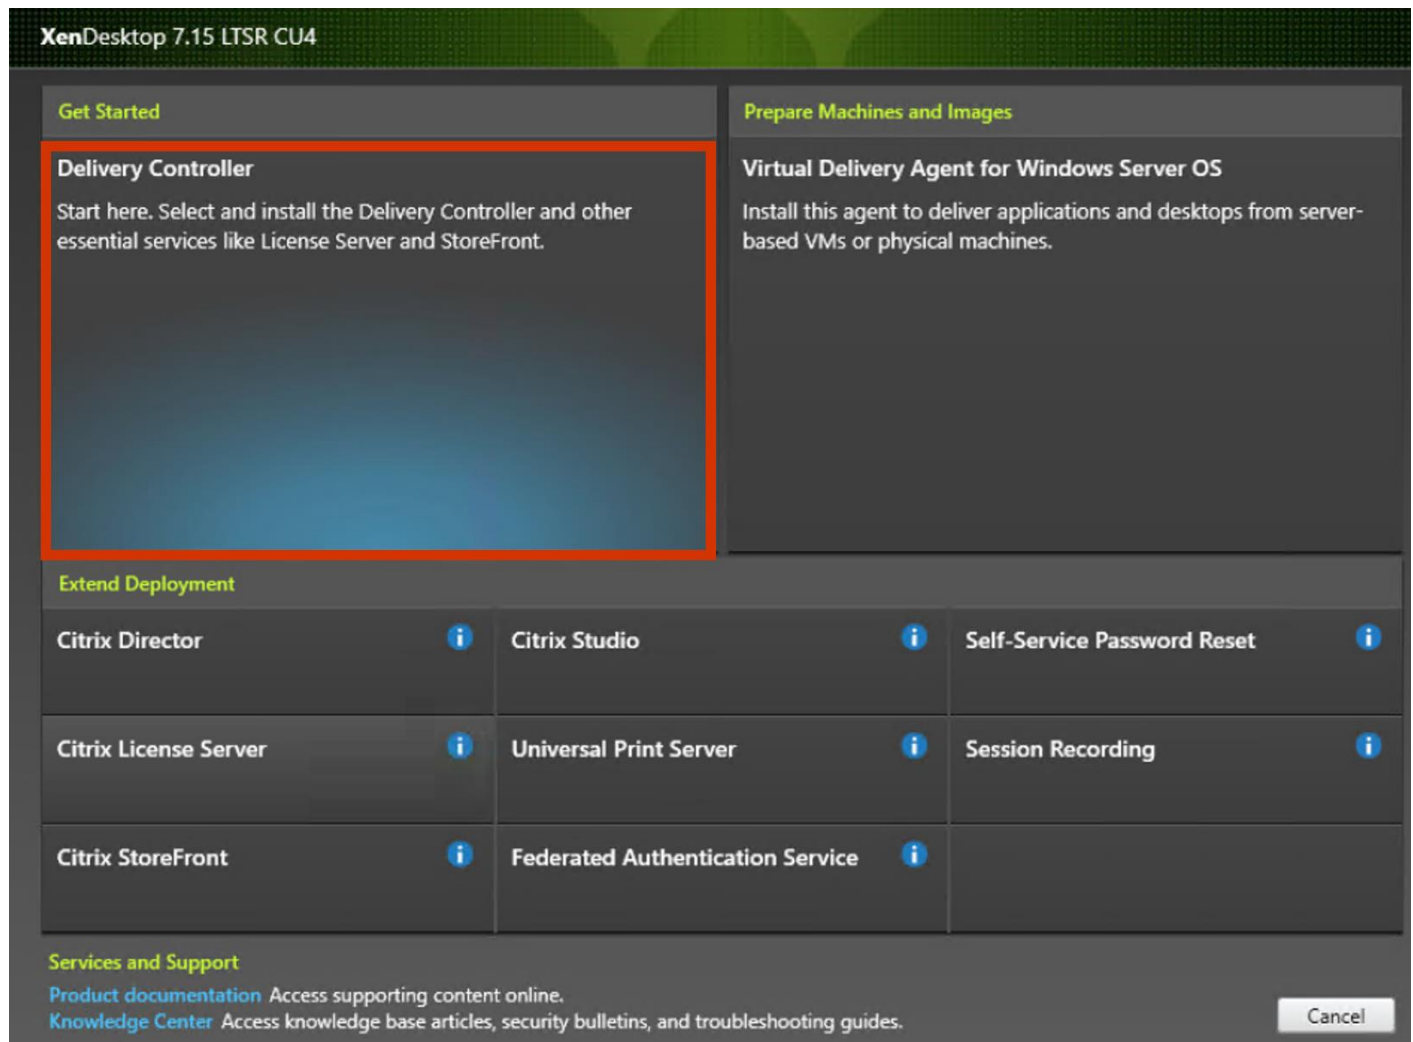 XenDesktop 7.15 LTSR CU4
Get Started
Delivery Controller
Start here. Select and install the Delivery Controller and other
essential services like License Server and StoreFront.
Prepare Machines and Images
Virtual Delivery Agent for Windows Server OS
Install this agent to deliver applications and desktops from server-
based VMs or physical machines.
Extend Deployment
Citrix Director
Citrix Studio
Self-Service Password Reset
Citrix License Server
Universal Print Server
Session Recording
Citrix StoreFront
Federated Authentication Service
Services and Support
Product documentation Access supporting content online.
Knowledge Center Access knowledge base articles, security bulletins, and troubleshooting guides.
Cancel